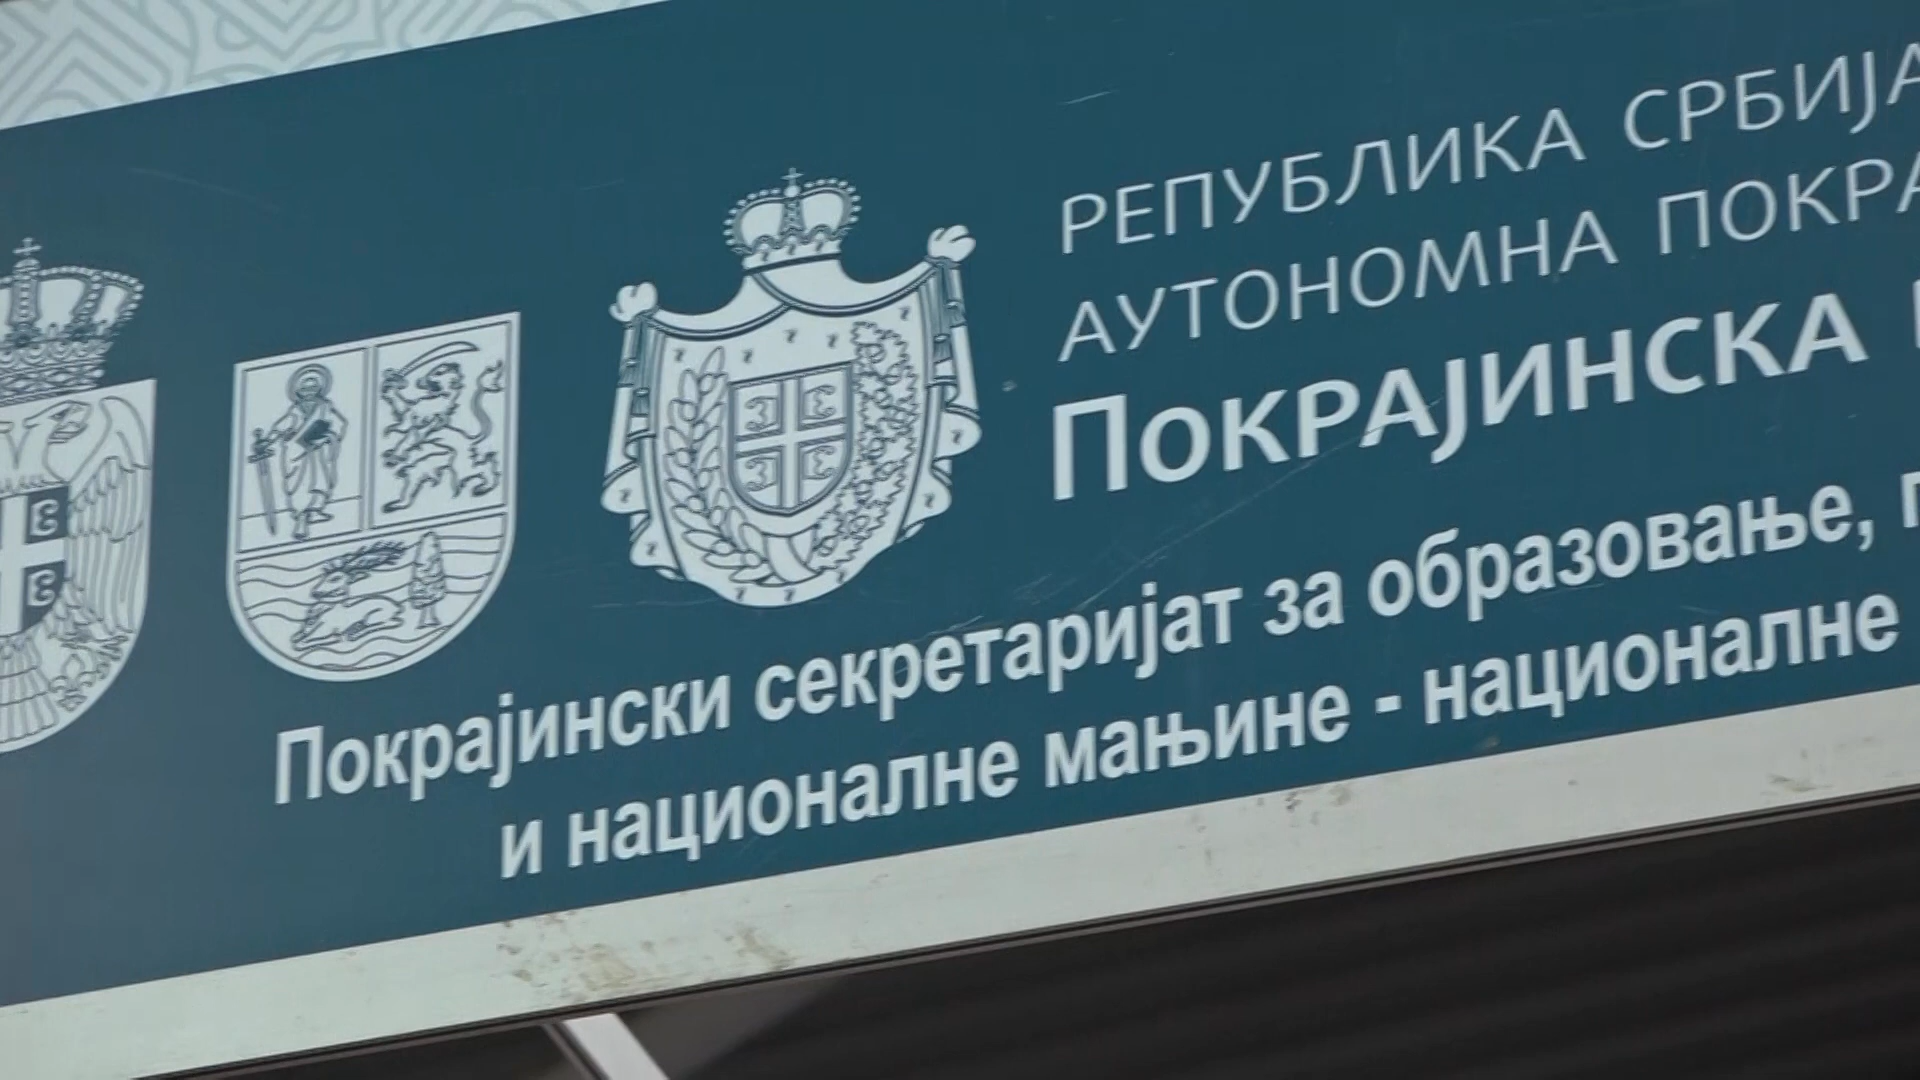 РЕПУБЛИКА СРБИЈА
АУТОНОМНА ПОКРА
ПОКРАЈИНСКА
Покрајински секретаријат за образовање,
и националне мањине - националне